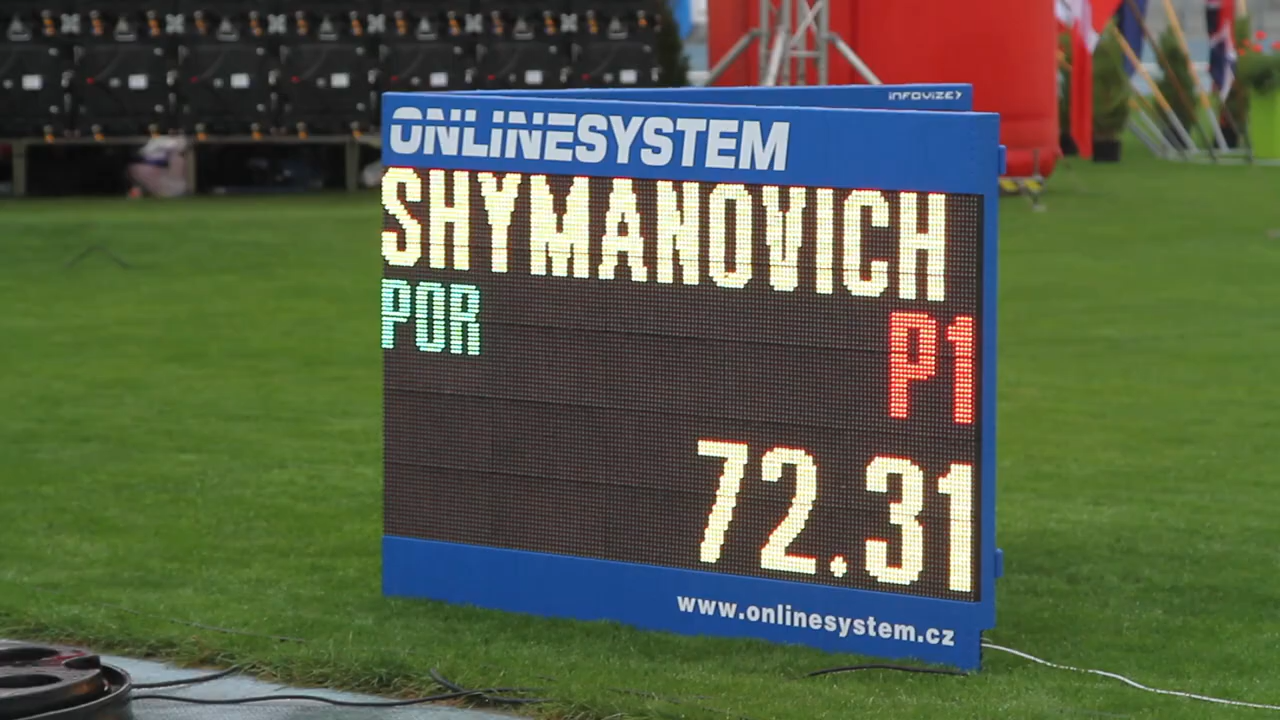 INFOVIZE
ONLINESYSTEM
SHYMANOVICH
POR
P1
72.31
www.onlinesystem.cz